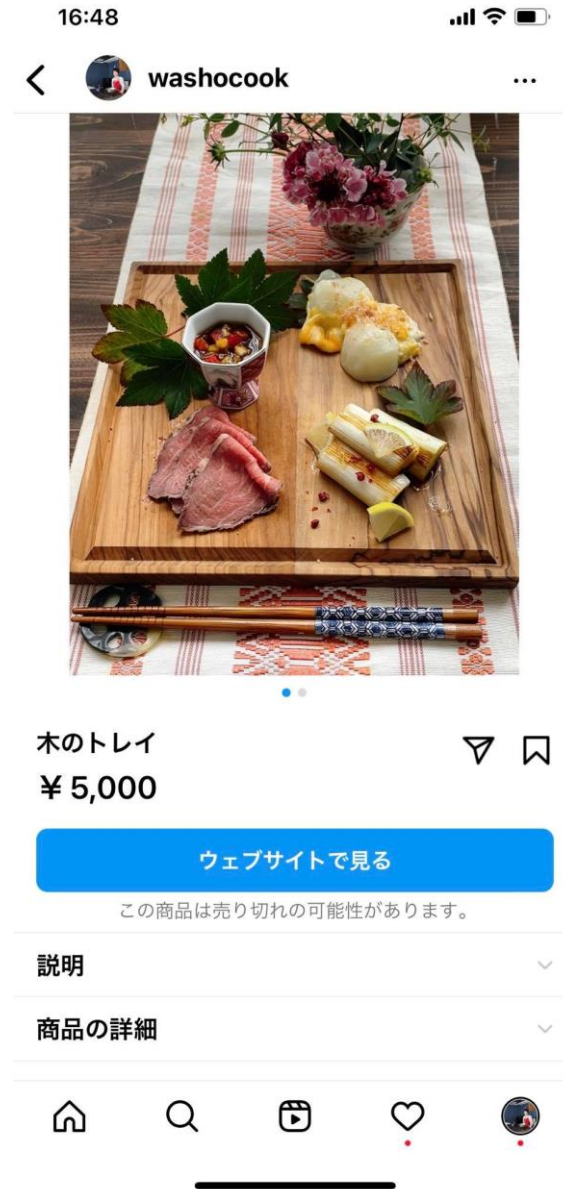 16:48
washocook
木のトレイ
¥5,000
ウェブサイトで見る
この商品は売り切れの可能性があります。
説明
商品の詳細